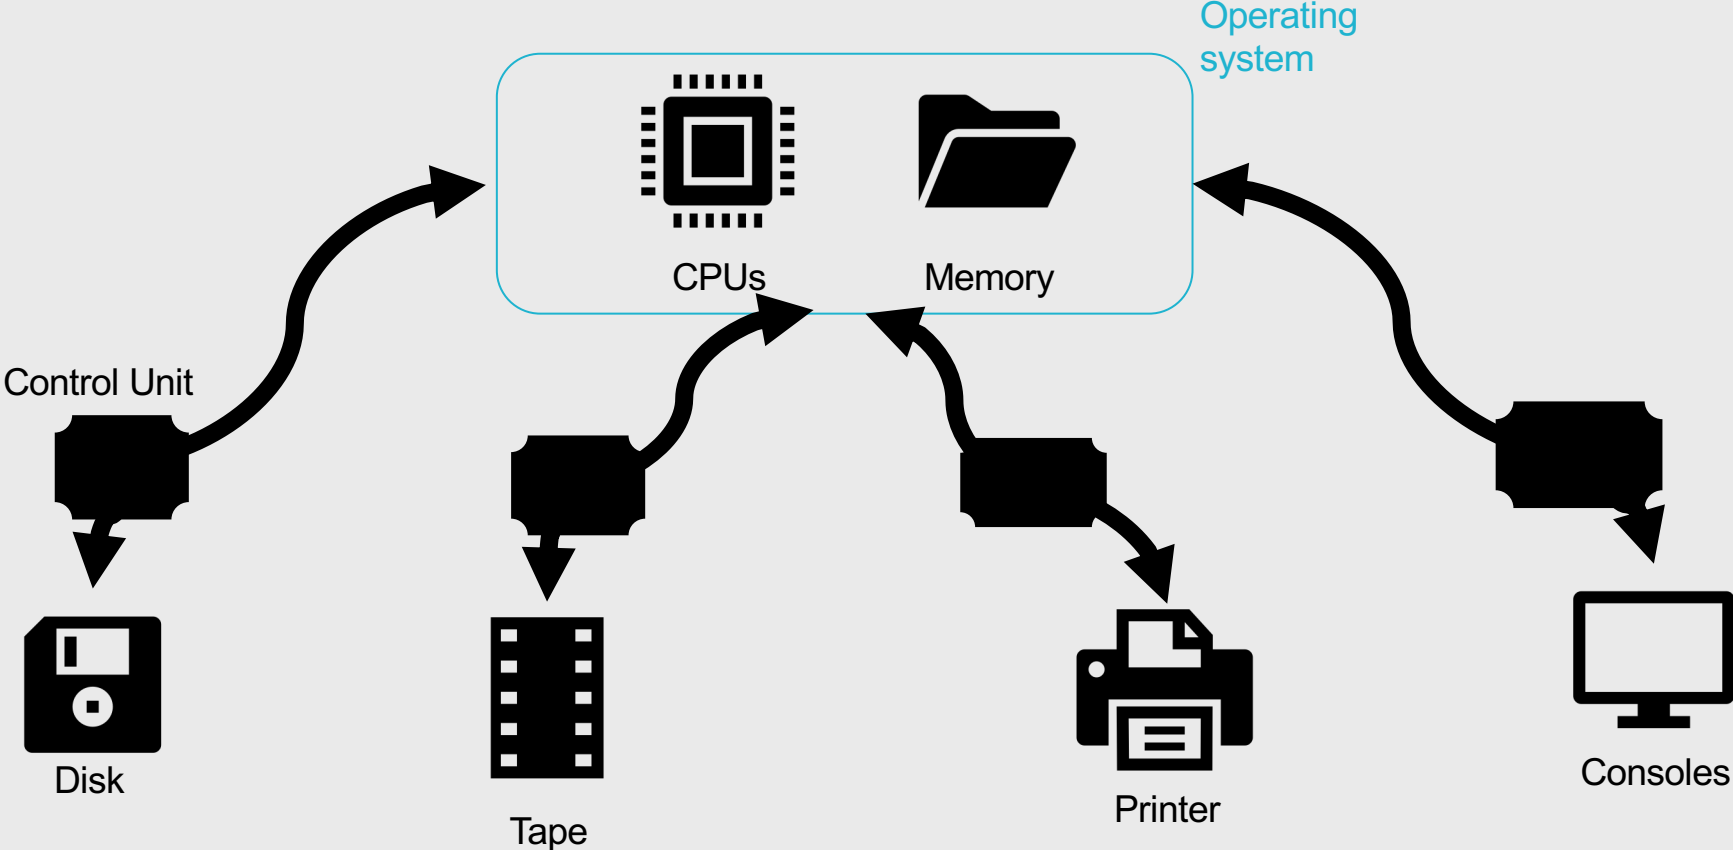 Operating
system
CPUs
Memory
Control Unit
Disk
Tape
Printer
Consoles